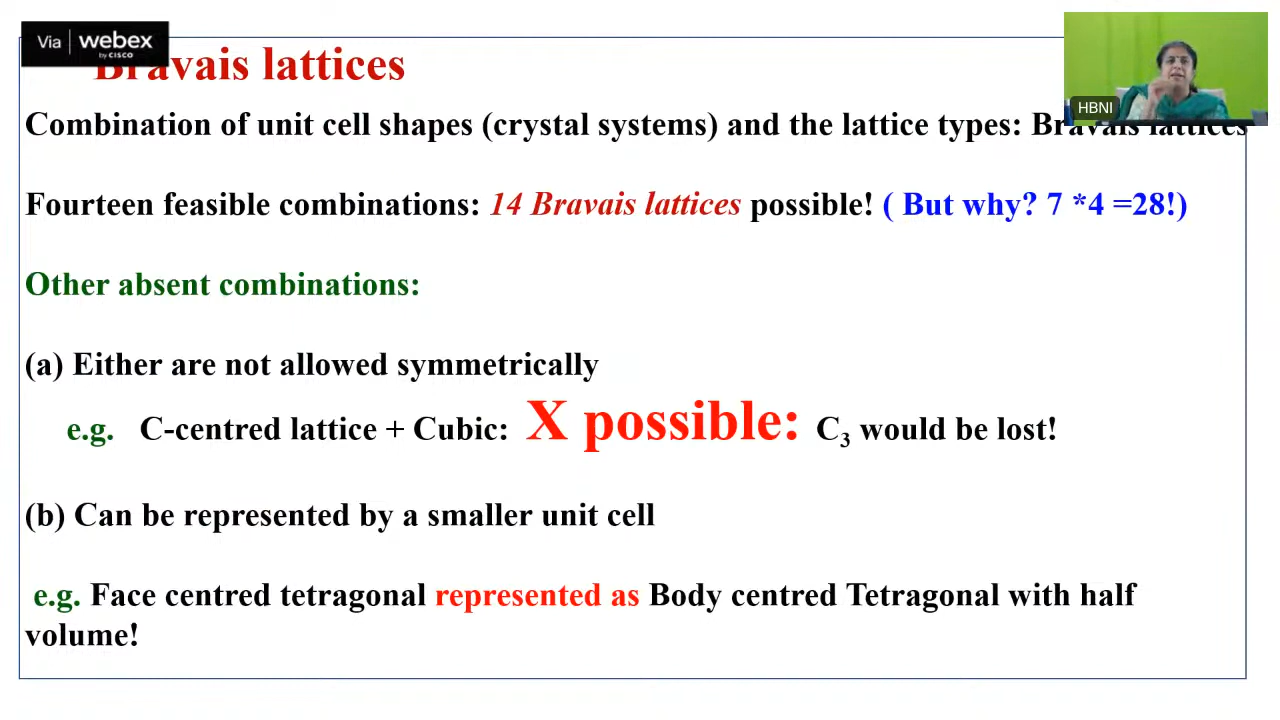 Via webex
by CISCO
Bravais lattices
HBNI
Combination of unit cell shapes (crystal systems) and the lattice types: Bravais lattices
Fourteen feasible combinations: 14 Bravais lattices possible! ( But why? 7 *4 =28!)
Other absent combinations:
(a) Either are not allowed symmetrically
e.g. C-centred lattice + Cubic: X possible: C₃ would be lost!
(b) Can be represented by a smaller unit cell
e.g. Face centred tetragonal represented as Body centred Tetragonal with half
volume!